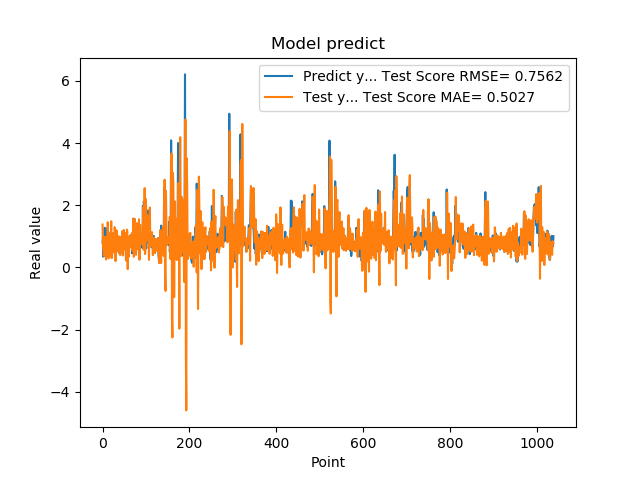 Model predict
Predict y... Test Score RMSE= 0.7562
Test y... Test Score MAE= 0.5027
Real value
6
4
2
0
−2
−4
0 200 400 600 800 1000
Point